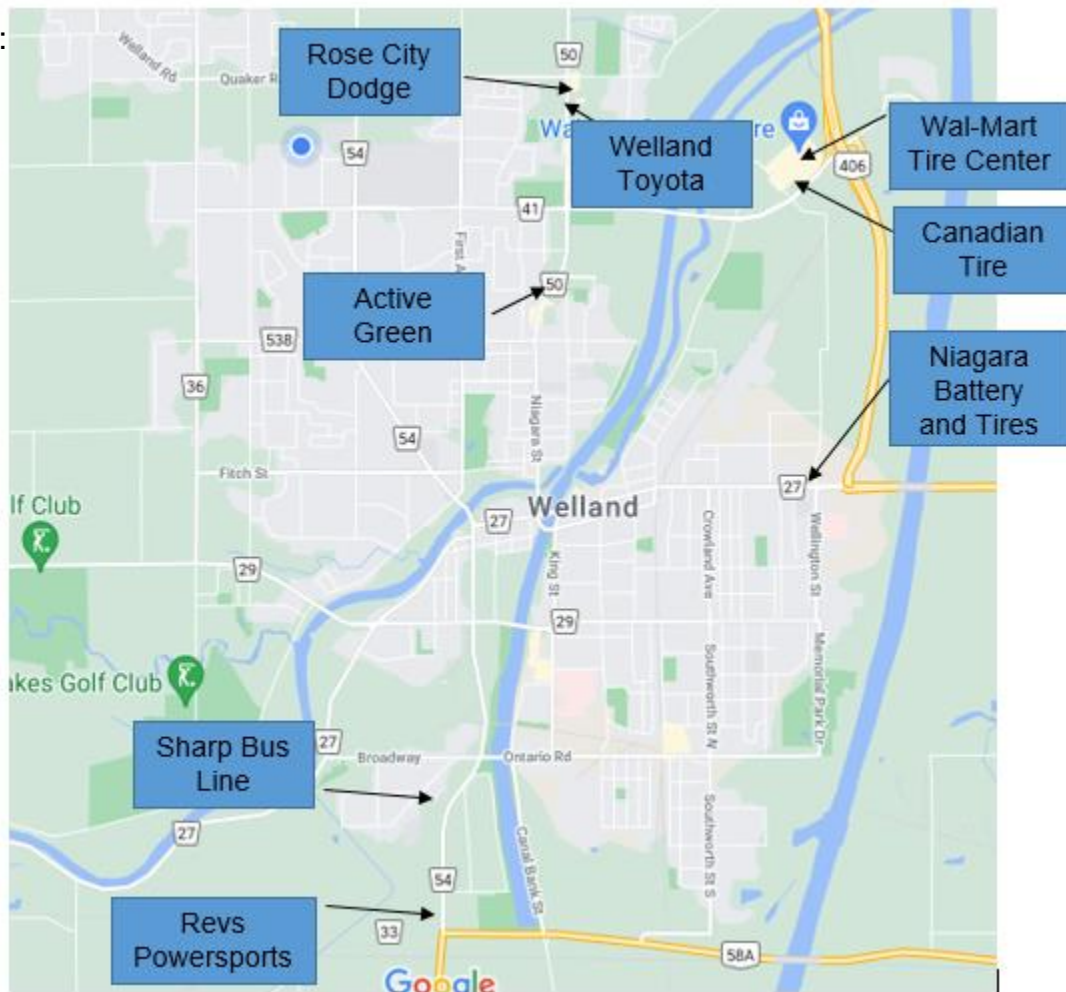 :
Welland Rd
Quaker R
Rose City
Dodge
50
Wa
re
Welland
Toyota
Wal-Mart
Tire Center
54
406
41
Canadian
Tire
First A
50
Active
Green
538
36
Niagara
Battery
and Tires
Niagara St
54
Fitch St
27
Welland
27
lf Club
Crowland Ave
Wellington St
King St
29
29
Southworth St N
Memorial Park Dr
akes Golf Club
Sharp Bus
Line
27
Broadway
Ontario Rd
27
Canal Bank St
Southworth St S
54
Revs
Powersports
33
58A
Google